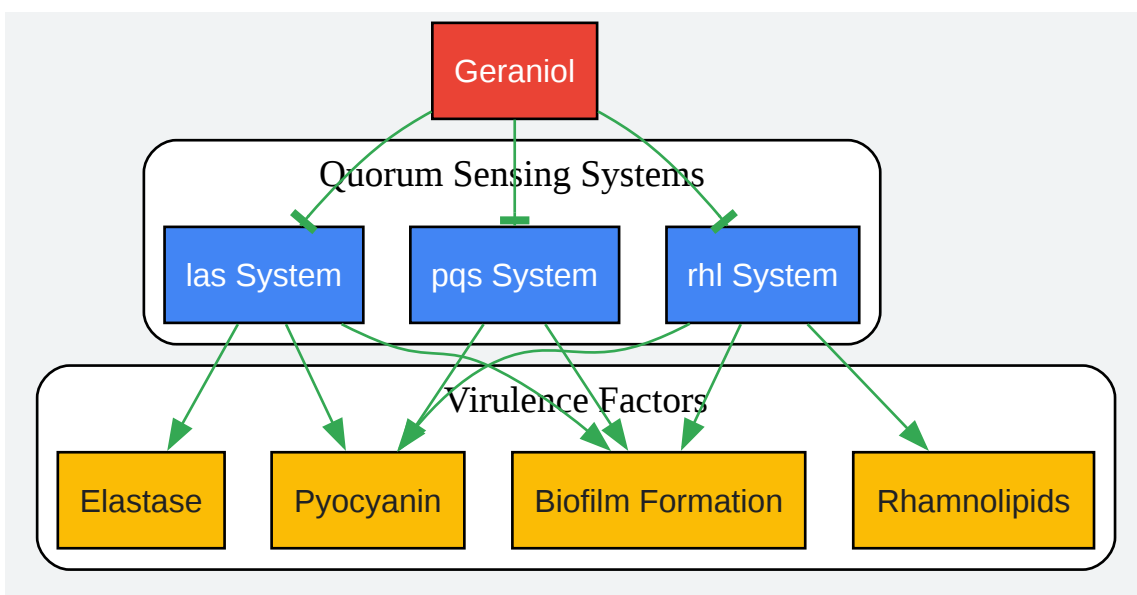 Geraniol
Quorum Sensing Systems
las System
pqs System
rhl System
Virulence Factors
Elastase
Pyocyanin
Biofilm Formation
Rhamnolipids